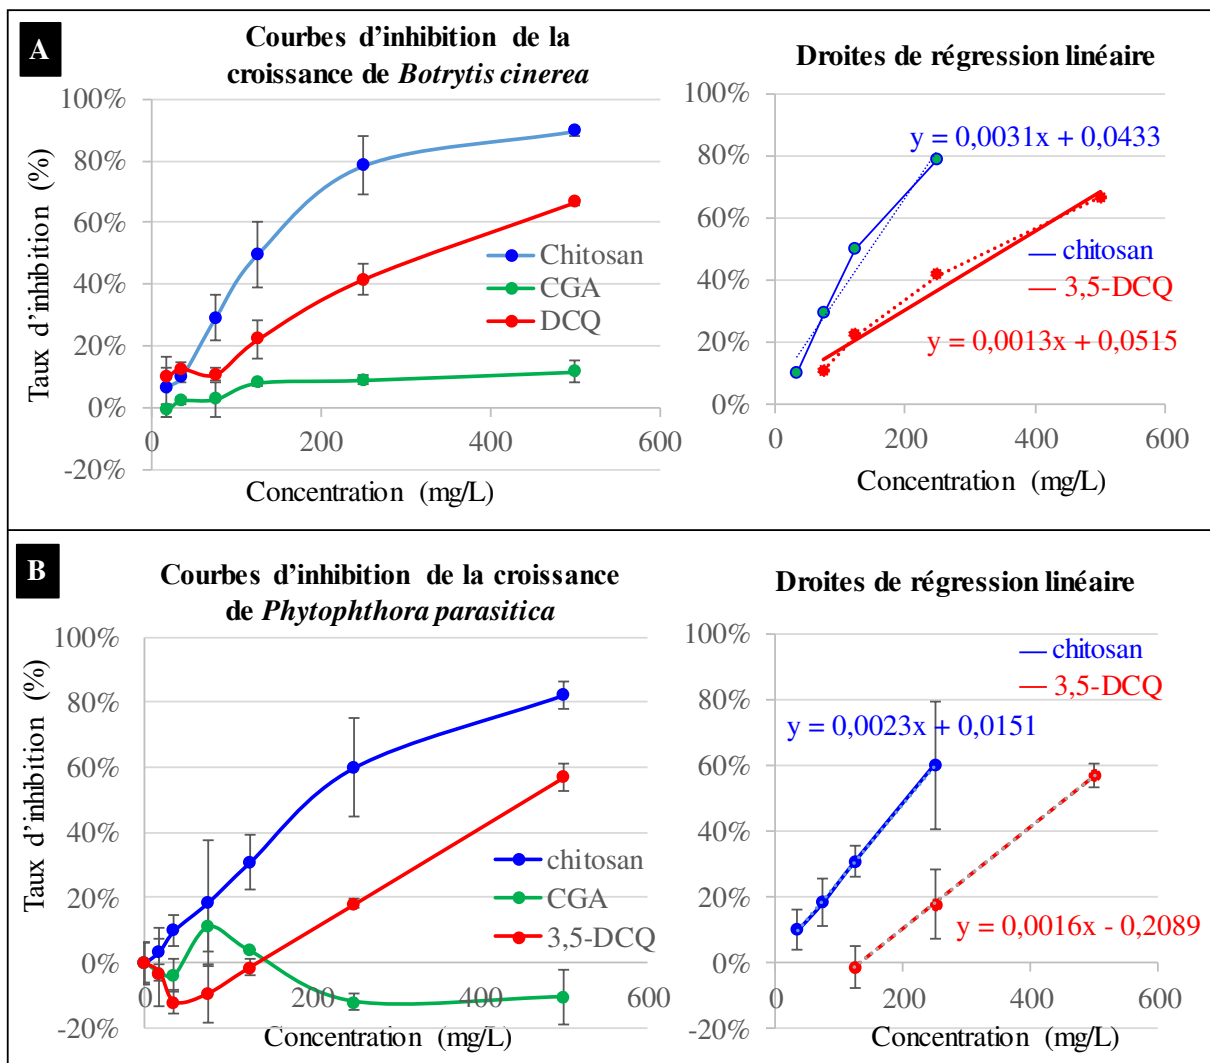 A
Courbes d’inhibition de la
croissance de Botrytis cinerea
100%
80%
60%
40%
20%
0%
-20%
Taux d’inhibition (%)
0
200
400
600
Concentration (mg/L)
Chitosan
CGA
DCQ
Droites de régression linéaire
100%
80%
60%
40%
20%
0%
y = 0,0031x + 0,0433
chitosan
3,5-DCQ
y = 0,0013x + 0,0515
0
200
400
600
Concentration (mg/L)
B
Courbes d’inhibition de la croissance
de Phytophthora parasitica
100%
80%
60%
40%
20%
0%
-20%
Taux d’inhibition (%)
chitosan
CGA
3,5-DCQ
0
200
400
600
Concentration (mg/L)
Droites de régression linéaire
100%
80%
60%
40%
20%
0%
-20%
chitosan
3,5-DCQ
y = 0,0023x + 0,0151
y = 0,0016x - 0,2089
0
200
400
600
Concentration (mg/L)